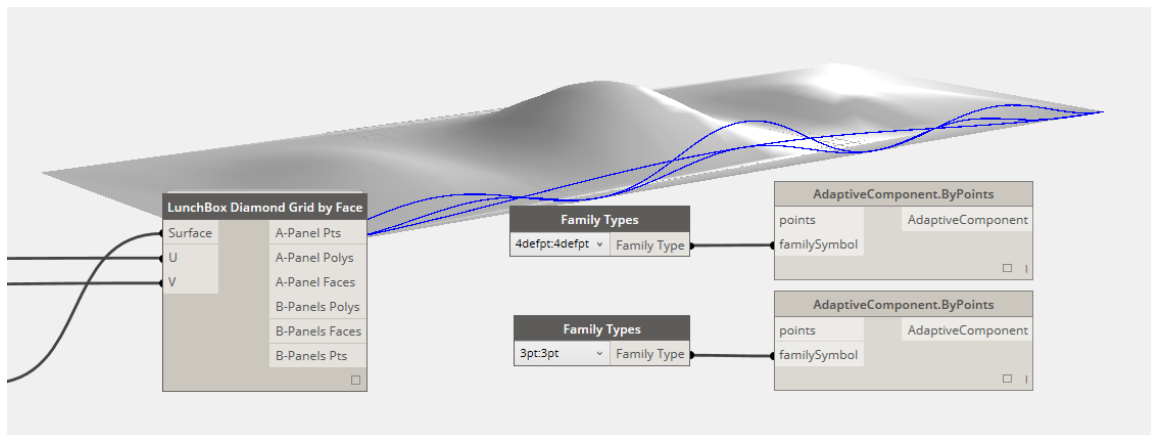 LunchBox Diamond Grid by Face
Surface
U
V
A-Panel Pts
A-Panel Polys
A-Panel Faces
B-Panels Polys
B-Panels Faces
B-Panels Pts
Family Types
4defpt:4defpt
Family Type
AdaptiveComponent.ByPoints
points
familySymbol
AdaptiveComponent
Family Types
3pt:3pt
Family Type
AdaptiveComponent.ByPoints
points
familySymbol
AdaptiveComponent